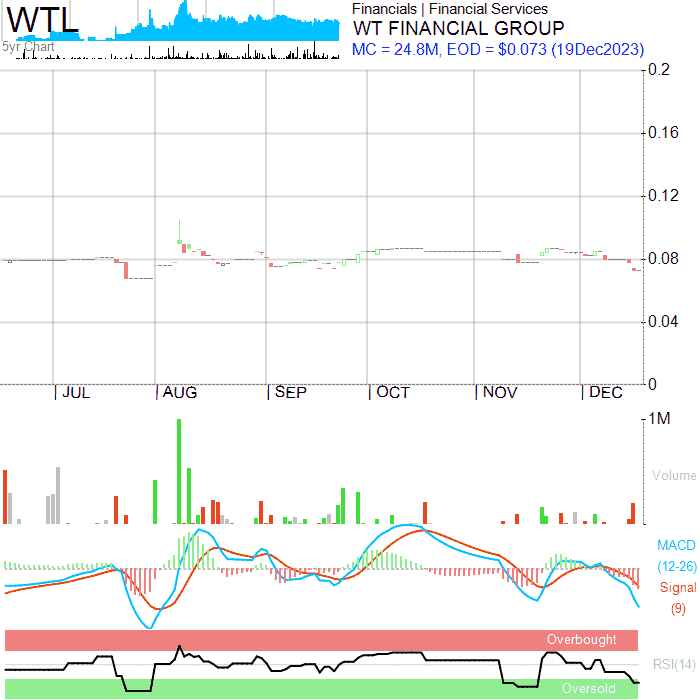 WTL
5yr Chart
Financials | Financial Services
WT FINANCIAL GROUP
MC = 24.8M, EOD = $0.073 (19Dec2023)
0.2
0.16
0.12
0.08
0.04
0
JUL
AUG
SEP
OCT
NOV
DEC
1M
Volume
MACD
(12-26)
Signal
(9)
Overbought
RSI(14)
Oversold